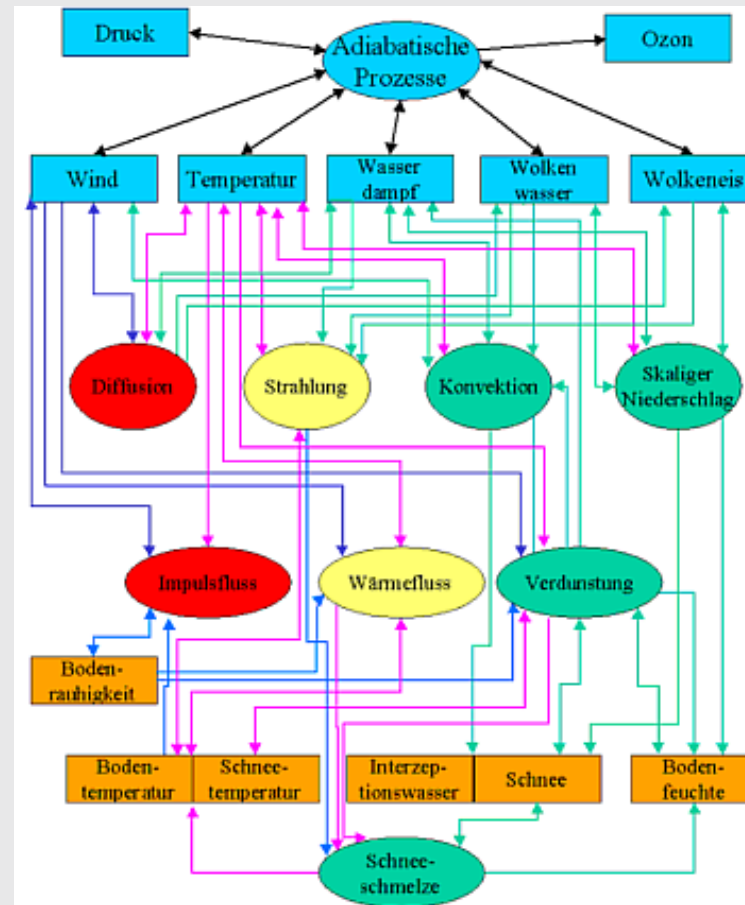 Druck
Adiabatische
Prozesse
Ozon
Wind
Temperatur
Wasser
dampf
Wolken
wasser
Wolkeneis
Diffusion
Strahlung
Konvektion
Skaliger
Niederschlag
Impulsfluss
Wärmefluss
Verdunstung
Boden-
rauhigkeit
Boden-
temperatur
Schnee-
temperatur
Interzep-
tionswasser
Schnee
Boden-
feuchte
Schnee-
schmelze